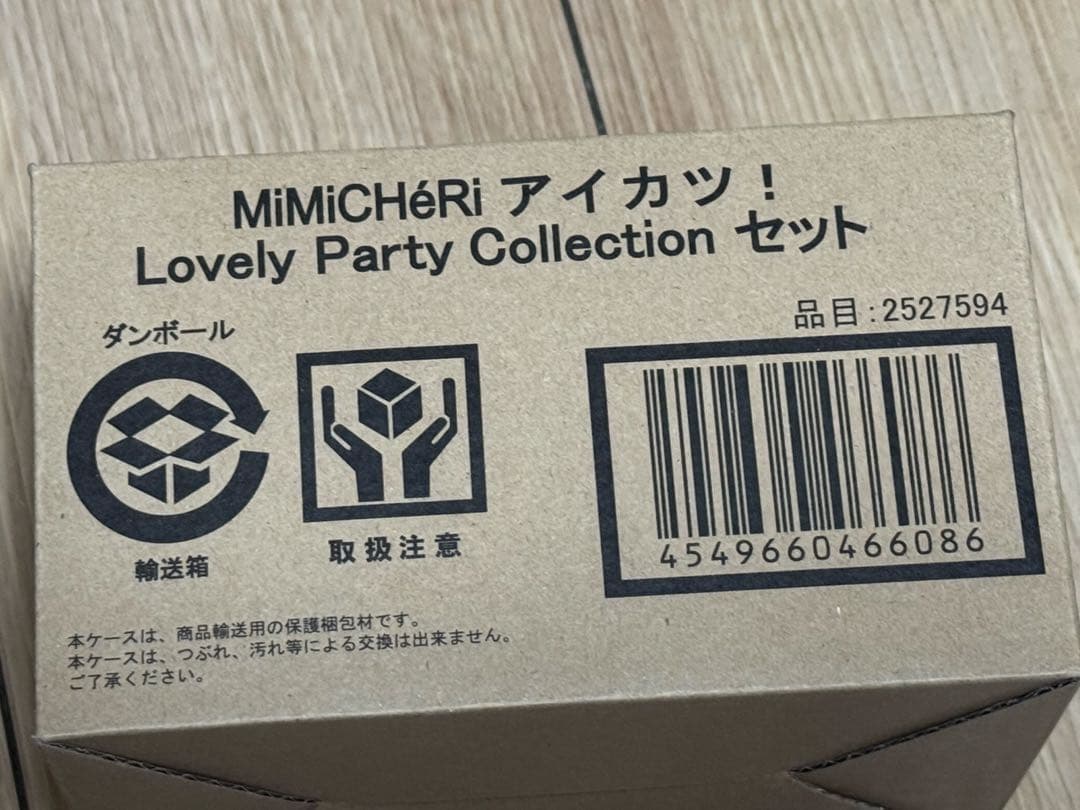 MiMiCHéRi アイカツ！
Lovely Party Collection セット
品目:2527594
ダンボール
輸送箱
取扱注意
4549660466086
本ケースは、商品輸送用の保護梱包材です。
本ケースは、つぶれ、汚れ等による交換は出来ません。
ご了承ください。